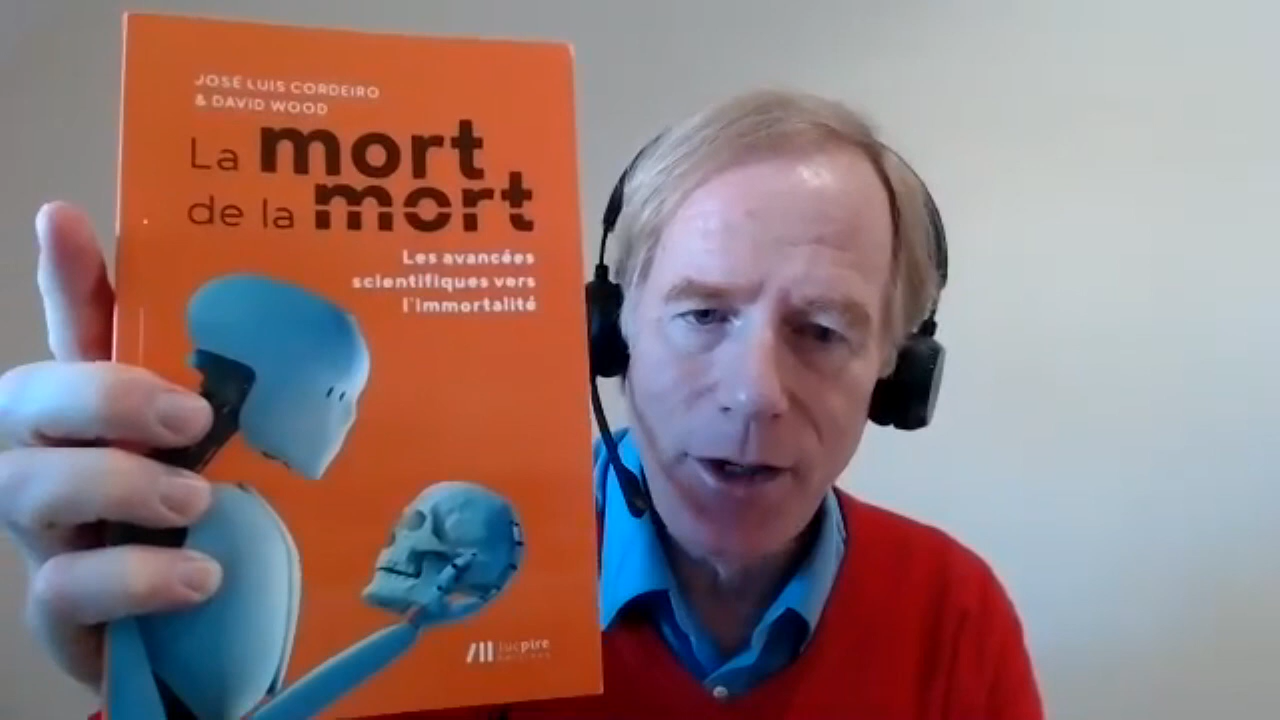 JOSÉ LUIS CORDEIRO
& DAVID WOOD
La mort
de la mort
Les avancées
scientifiques vers
l'immortalité
lucpire